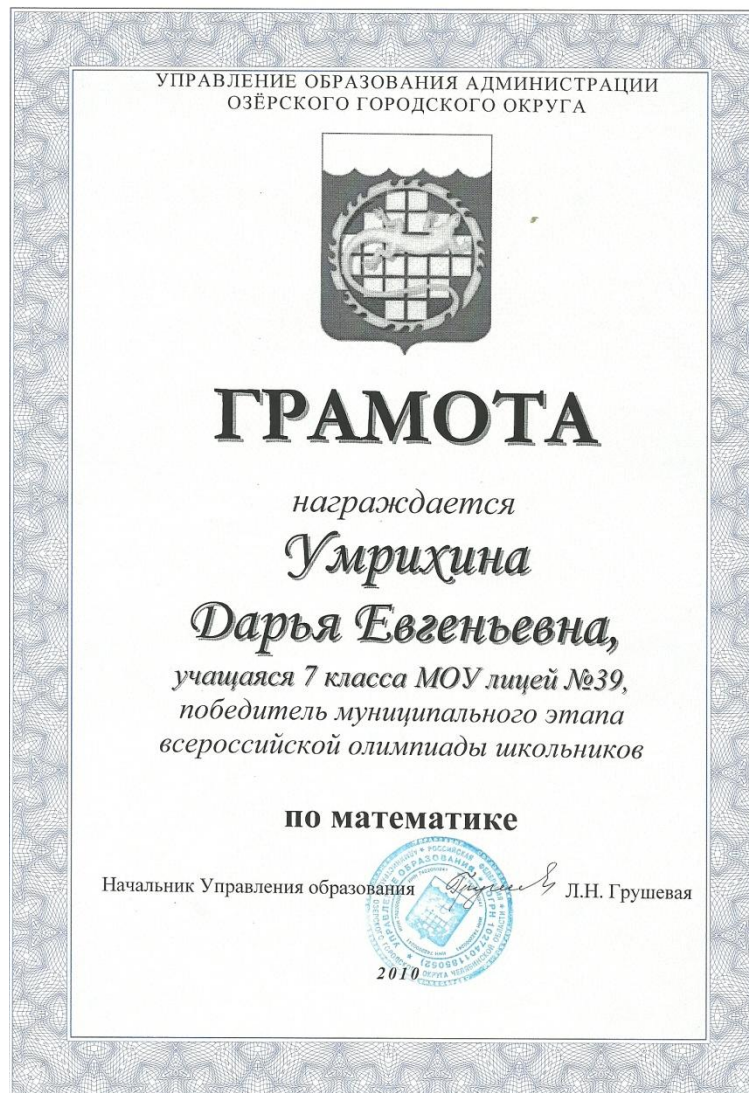 УПРАВЛЕНИЕ ОБРАЗОВАНИЯ АДМИНИСТРАЦИИ
ОЗЁРСКОГО ГОРОДСКОГО ОКРУГА
ГРАМОТА
награждается
Умрихина
Дарья Евгеньевна,
учащаяся 7 класса МОУ лицей №39,
победитель муниципального этапа
всероссийской олимпиады школьников
по математике
Начальник Управления образования Л.Н. Грушевая
2010